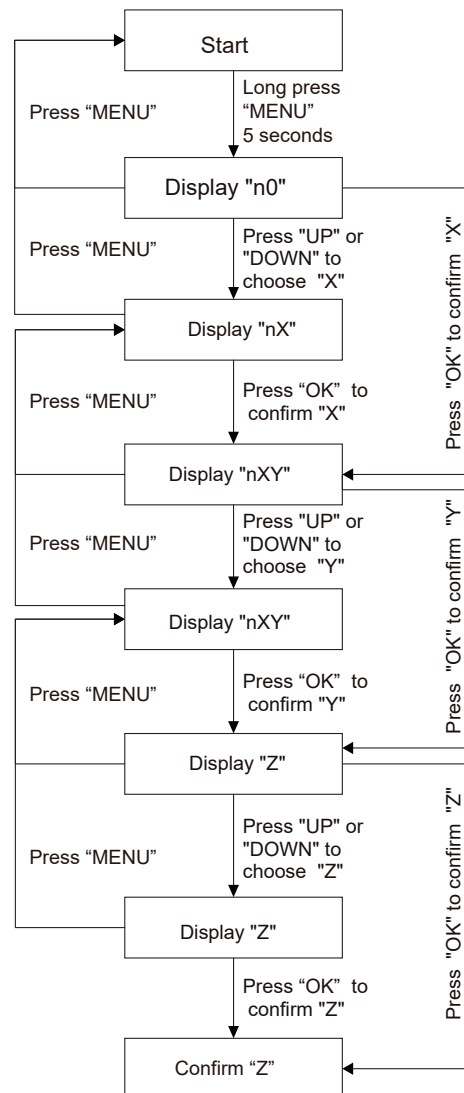 Start
Press “MENU”
Long press
“MENU”
5 seconds
Display "n0"
Press “MENU”
Press "UP" or
"DOWN" to
choose "X"
Press "OK" to confirm "X"
Display "nX"
Press “MENU”
Press “OK” to
confirm "X"
Display "nXY"
Press “MENU”
Press "UP" or
"DOWN" to
choose "Y"
Press "OK" to confirm "Y"
Display "nXY"
Press “MENU”
Press “OK” to
confirm "Y"
Display "Z"
Press “MENU”
Press "UP" or
"DOWN" to
choose "Z"
Press "OK" to confirm "Z"
Display "Z"
Press “OK” to
confirm "Z"
Confirm “Z”